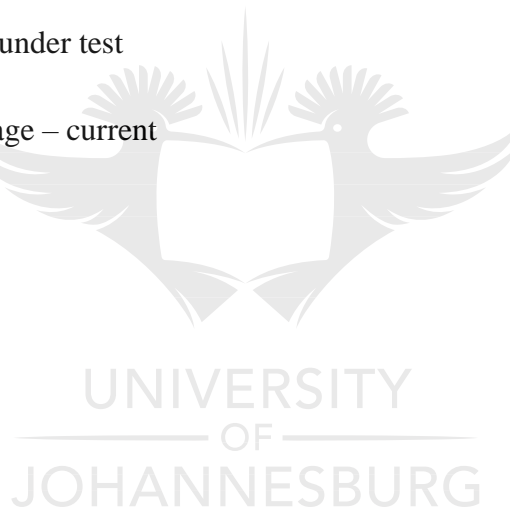 under test
age – current
UNIVERSITY
OF
JOHANNESBURG